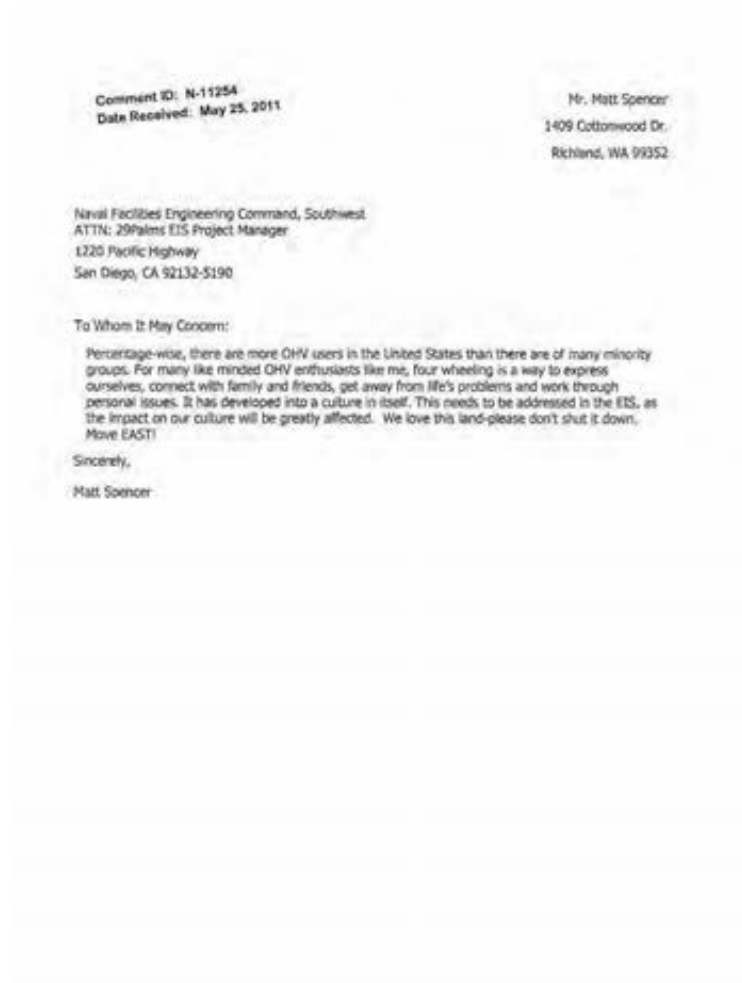 Comment ID: N-11254
Date Received: May 25, 2011
Mr. Matt Spencer
1409 Cottonwood Dr.
Richland, WA 99352
Naval Facilities Engineering Command, Southwest
ATTN: 29Palms EIS Project Manager
1220 Pacific Highway
San Diego, CA 92132-5190
To Whom It May Concern:
Percentage-wise, there are more OHV users in the United States than there are of many minority
groups. For many like minded OHV enthusiasts like me, four wheeling is a way to express
ourselves, connect with family and friends, get away from life's problems and work through
personal issues. It has developed into a culture in itself. This needs to be addressed in the EIS, as
the impact on our culture will be greatly affected. We love this land-please don't shut it down.
Move EAST!
Sincerely,
Matt Spencer